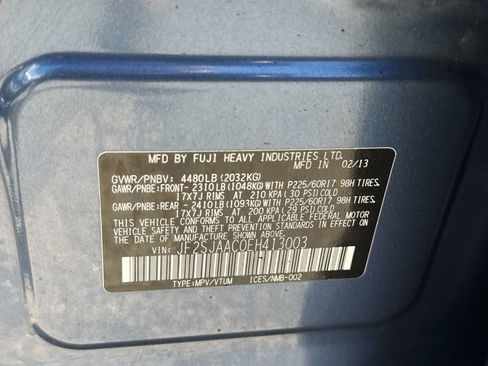 MFD BY FUJI HEAVY INDUSTRIES LTD.
MFD IN 02/13
GVWR/PNBV: 4480LB (2032KG)
GAWR/PNBE:FRONT- 2310LB (1048KG) WITH P225/60R17 98H TIRES,
17X7J RIMS, AT 210 KPA( 30 PSI)COLD
GAWR/PNBE:REAR -2410LB (1093KG) WITH P225/60R17 98H TIRES,
17X7J RIMS, AT 200 KPA( 29 PSI)COLD
THIS VEHICLE CONFORMS TO ALL APPLICABLE FEDERAL
MOTOR VEHICLE SAFETY AND THEFT PREVENTION
STANDARDS IN EFFECT ON THE DATE OF MANUFACTURE
SHOWN ABOVE.
VIN: JF2SJAAC0EH413003
TYPE:MPV/VTUM ICES/NMB-002